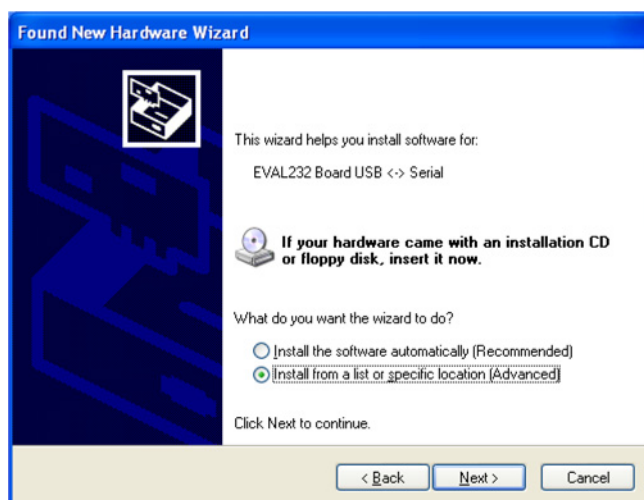 Found New Hardware Wizard
This wizard helps you install software for:
EVAL232 Board USB <-> Serial
If your hardware came with an installation CD
or floppy disk, insert it now.
What do you want the wizard to do?
Install the software automatically (Recommended)
Install from a list or specific location (Advanced)
Click Next to continue.
< Back
Next >
Cancel